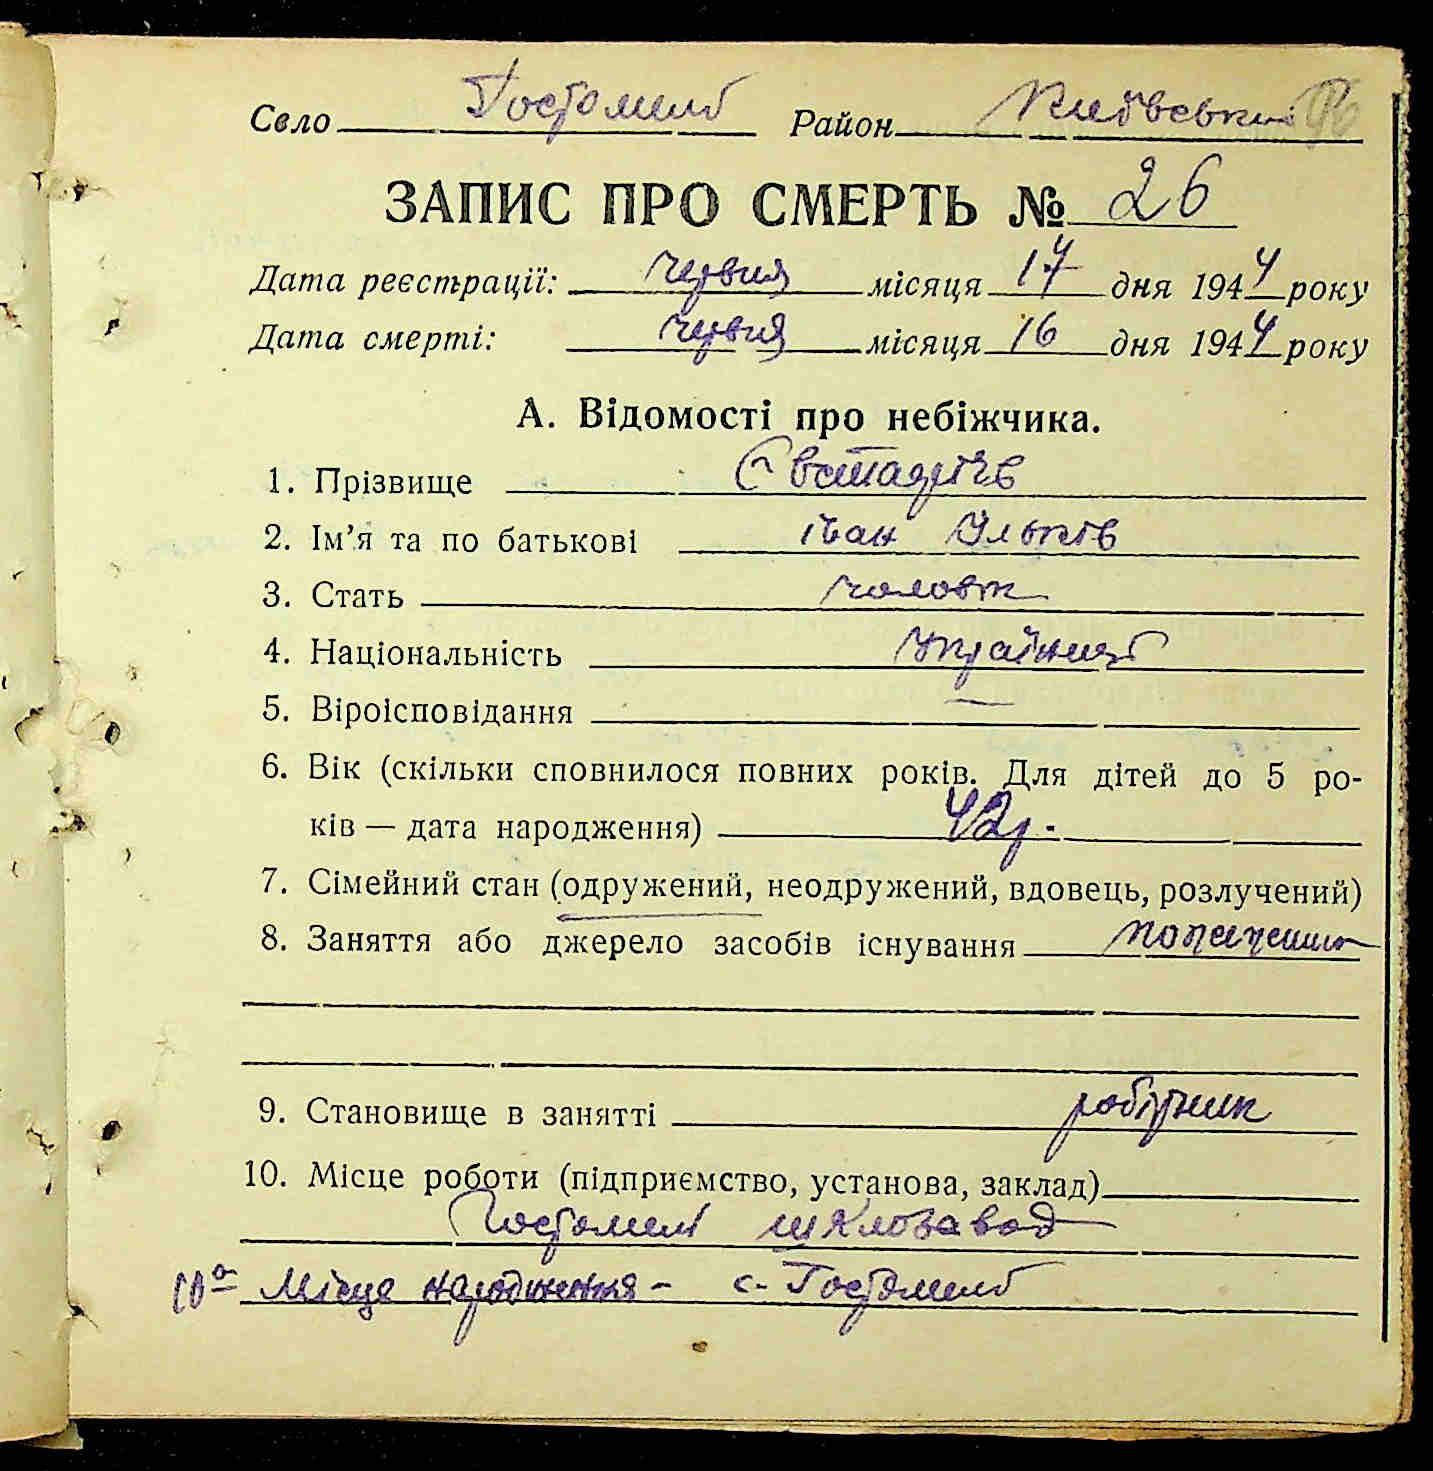 Село Гостомель Район Київський
ЗАПИС ПРО СМЕРТЬ № 26
Дата реєстрації: червня місяця 17 дня 1944 року
Дата смерті: червня місяця 16 дня 1944 року
А. Відомості про небіжчика.
1. Прізвище
2. Ім'я та по батькові Іван Ільків
3. Стать чоловік
4. Національність українець
5. Віроісповідання —
6. Вік (скільки сповнилося повних років. Для дітей до 5 ро-
ків — дата народження) 42 р.
7. Сімейний стан (одружений, неодружений, вдовець, розлучений)
8. Заняття або джерело засобів існування
9. Становище в занятті робітник
10. Місце роботи (підприємство, установа, заклад)
Гостомель шклозавод
10а Місце народження - с. Гостомель